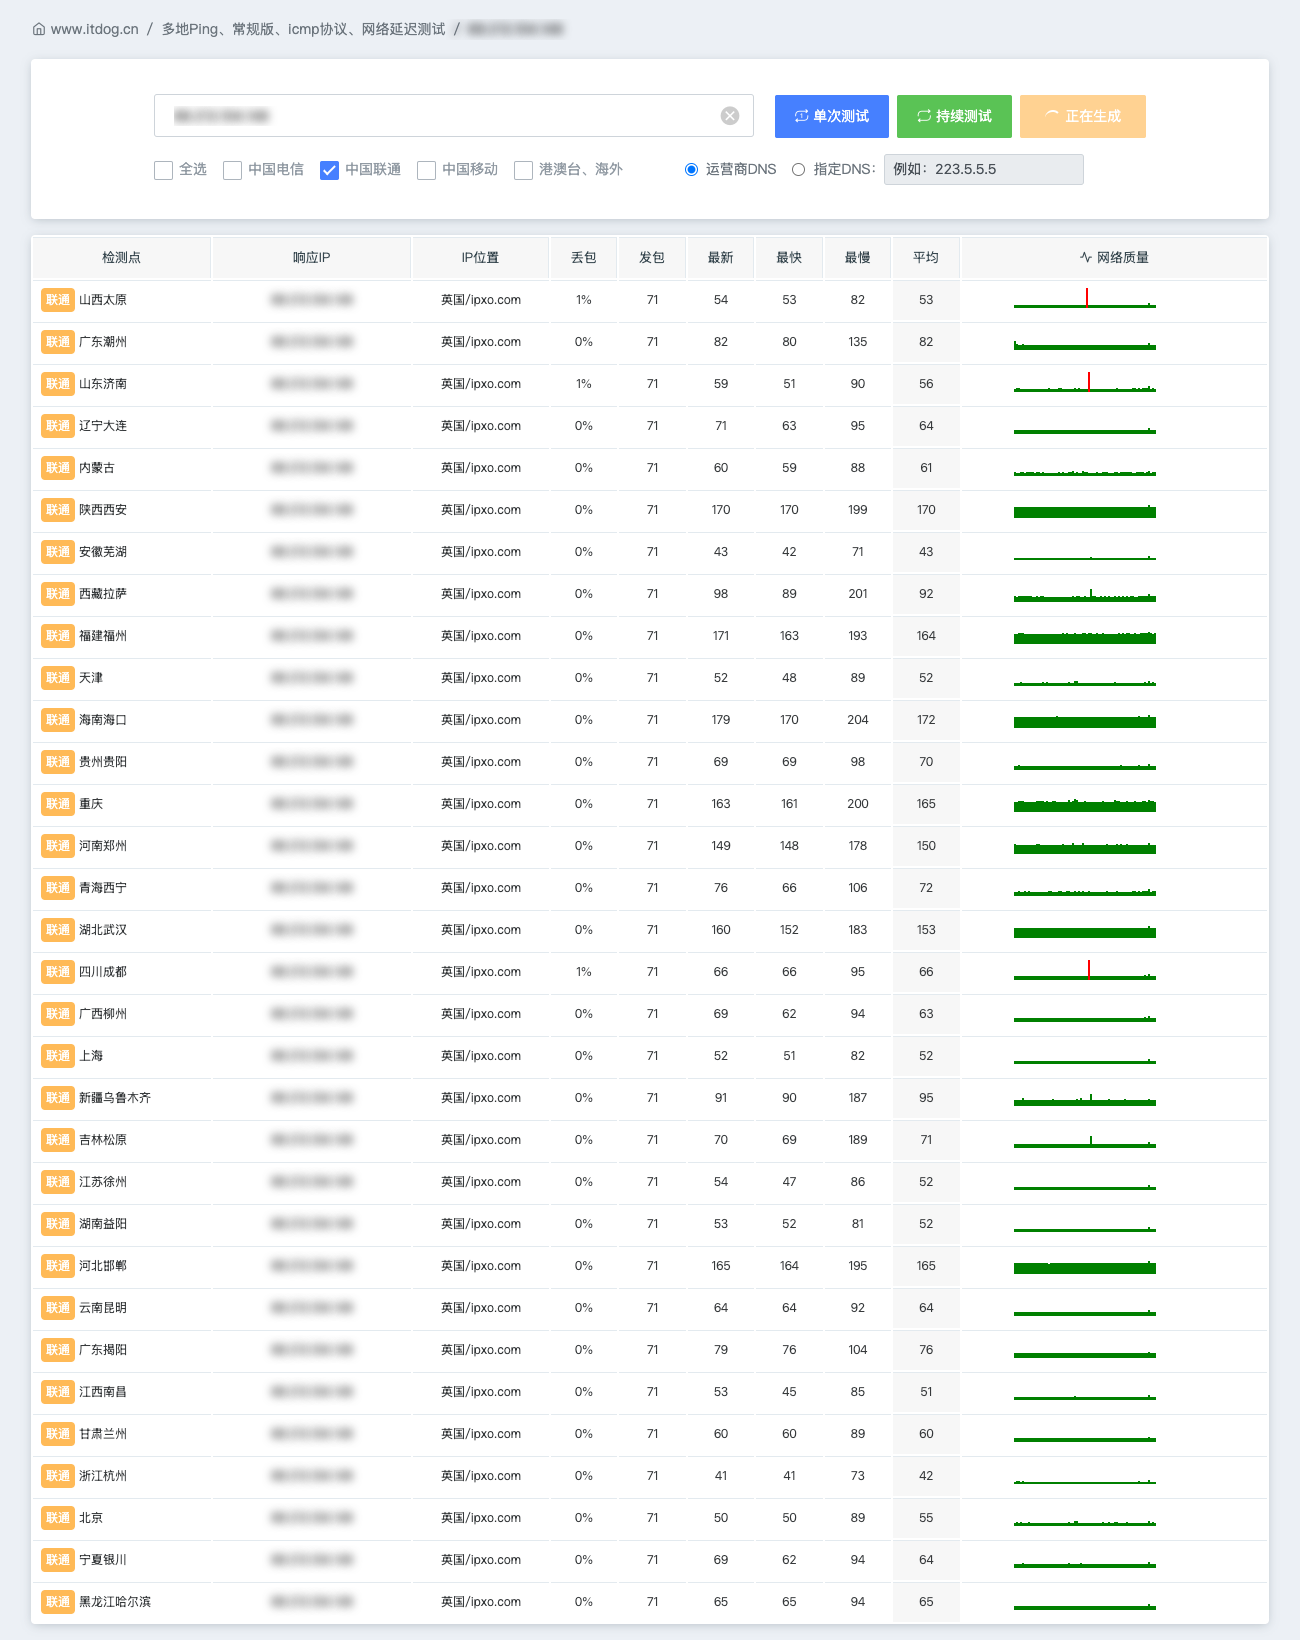 www.itdog.cn / 多地Ping、常规版、icmp协议、网络延迟测试 /
单次测试 持续测试 正在生成
全选 中国电信 中国联通 中国移动 港澳台、海外 运营商DNS 指定DNS： 例如：223.5.5.5
检测点 响应IP IP位置 丢包 发包 最新 最快 最慢 平均 网络质量
联通 山西太原 英国/ipxo.com 1% 71 54 53 82 53
联通 广东潮州 英国/ipxo.com 0% 71 82 80 135 82
联通 山东济南 英国/ipxo.com 1% 71 59 51 90 56
联通 辽宁大连 英国/ipxo.com 0% 71 71 63 95 64
联通 内蒙古 英国/ipxo.com 0% 71 60 59 88 61
联通 陕西西安 英国/ipxo.com 0% 71 170 170 199 170
联通 安徽芜湖 英国/ipxo.com 0% 71 43 42 71 43
联通 西藏拉萨 英国/ipxo.com 0% 71 98 89 201 92
联通 福建福州 英国/ipxo.com 0% 71 171 163 193 164
联通 天津 英国/ipxo.com 0% 71 52 48 89 52
联通 海南海口 英国/ipxo.com 0% 71 179 170 204 172
联通 贵州贵阳 英国/ipxo.com 0% 71 69 69 98 70
联通 重庆 英国/ipxo.com 0% 71 163 161 200 165
联通 河南郑州 英国/ipxo.com 0% 71 149 148 178 150
联通 青海西宁 英国/ipxo.com 0% 71 76 66 106 72
联通 湖北武汉 英国/ipxo.com 0% 71 160 152 183 153
联通 四川成都 英国/ipxo.com 1% 71 66 66 95 66
联通 广西柳州 英国/ipxo.com 0% 71 69 62 94 63
联通 上海 英国/ipxo.com 0% 71 52 51 82 52
联通 新疆乌鲁木齐 英国/ipxo.com 0% 71 91 90 187 95
联通 吉林松原 英国/ipxo.com 0% 71 70 69 189 71
联通 江苏徐州 英国/ipxo.com 0% 71 54 47 86 52
联通 湖南益阳 英国/ipxo.com 0% 71 53 52 81 52
联通 河北邯郸 英国/ipxo.com 0% 71 165 164 195 165
联通 云南昆明 英国/ipxo.com 0% 71 64 64 92 64
联通 广东揭阳 英国/ipxo.com 0% 71 79 76 104 76
联通 江西南昌 英国/ipxo.com 0% 71 53 45 85 51
联通 甘肃兰州 英国/ipxo.com 0% 71 60 60 89 60
联通 浙江杭州 英国/ipxo.com 0% 71 41 41 73 42
联通 北京 英国/ipxo.com 0% 71 50 50 89 55
联通 宁夏银川 英国/ipxo.com 0% 71 69 62 94 64
联通 黑龙江哈尔滨 英国/ipxo.com 0% 71 65 65 94 65